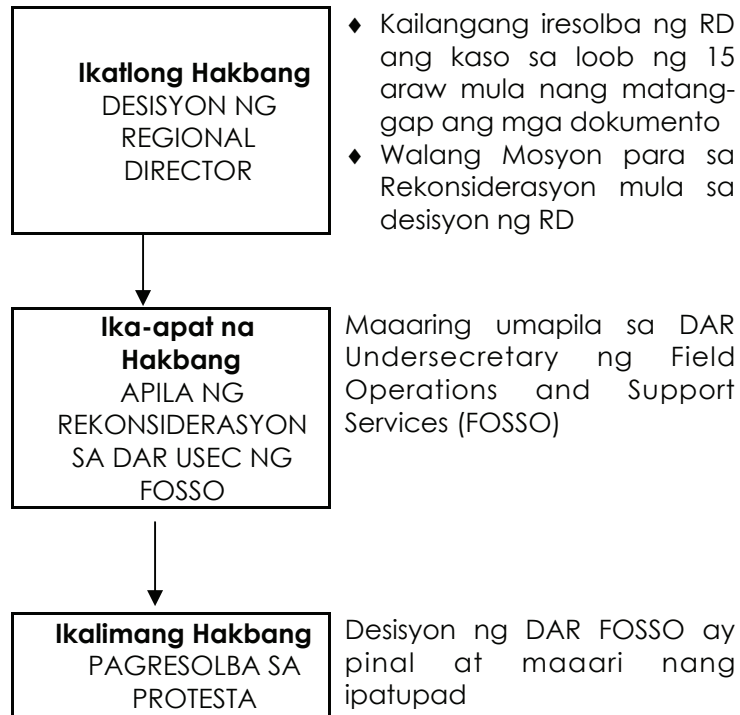 Ikatlong Hakbang
DESISYON NG
REGIONAL
DIRECTOR
♦ Kailangang iresolba ng RD
ang kaso sa loob ng 15
araw mula nang matang-
gap ang mga dokumento
♦ Walang Mosyon para sa
Rekonsiderasyon mula sa
desisyon ng RD
Ika-apat na
Hakbang
APILA NG
REKONSIDERASYON
SA DAR USEC NG
FOSSO
Maaaring umapila sa DAR
Undersecretary ng Field
Operations and Support
Services (FOSSO)
Ikalimang Hakbang
PAGRESOLBA SA
PROTESTA
Desisyon ng DAR FOSSO ay
pinal at maaari nang
ipatupad